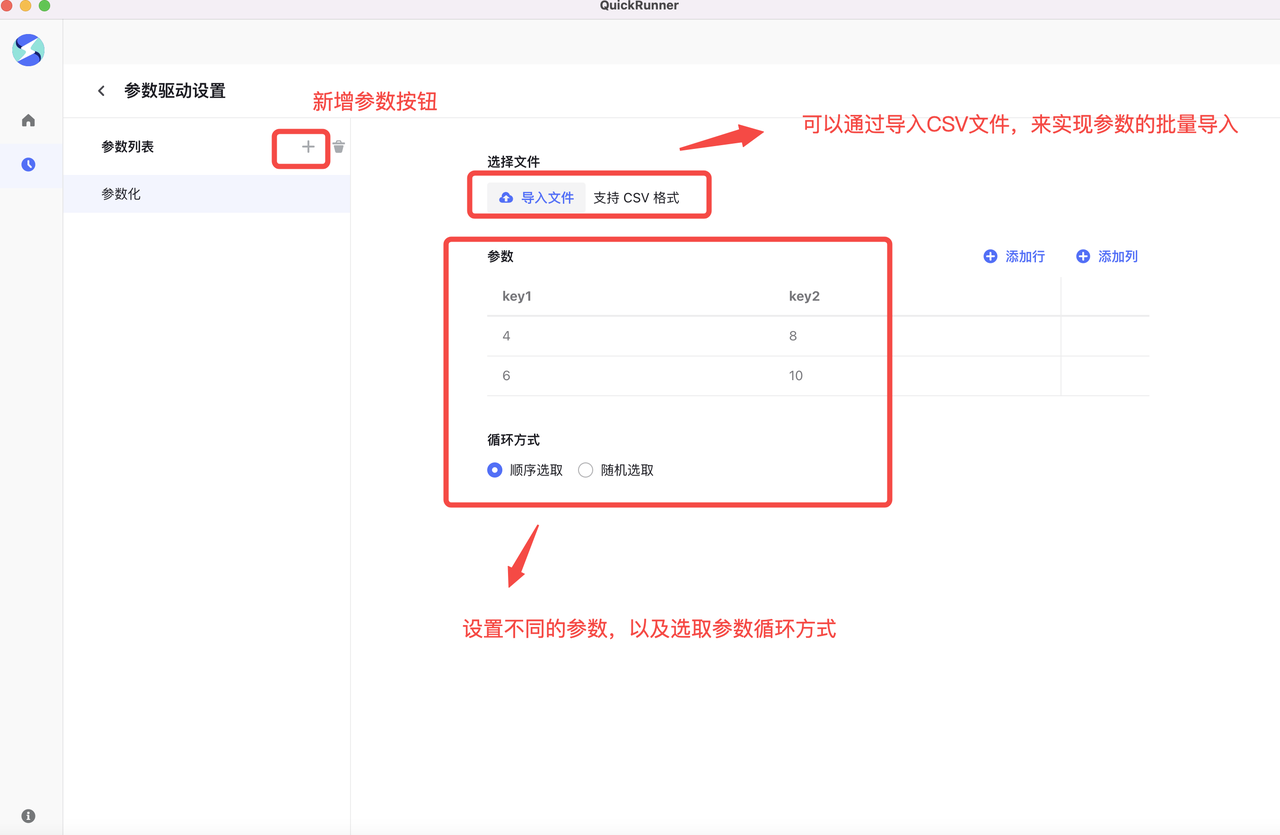 QuickRunner
参数驱动设置
新增参数按钮
可以通过导入CSV文件，来实现参数的批量导入
参数列表
参数化
选择文件
导入文件 支持 CSV 格式
参数 添加行 添加列
key1 key2
4 8
6 10
循环方式
顺序选取 随机选取
设置不同的参数，以及选取参数循环方式